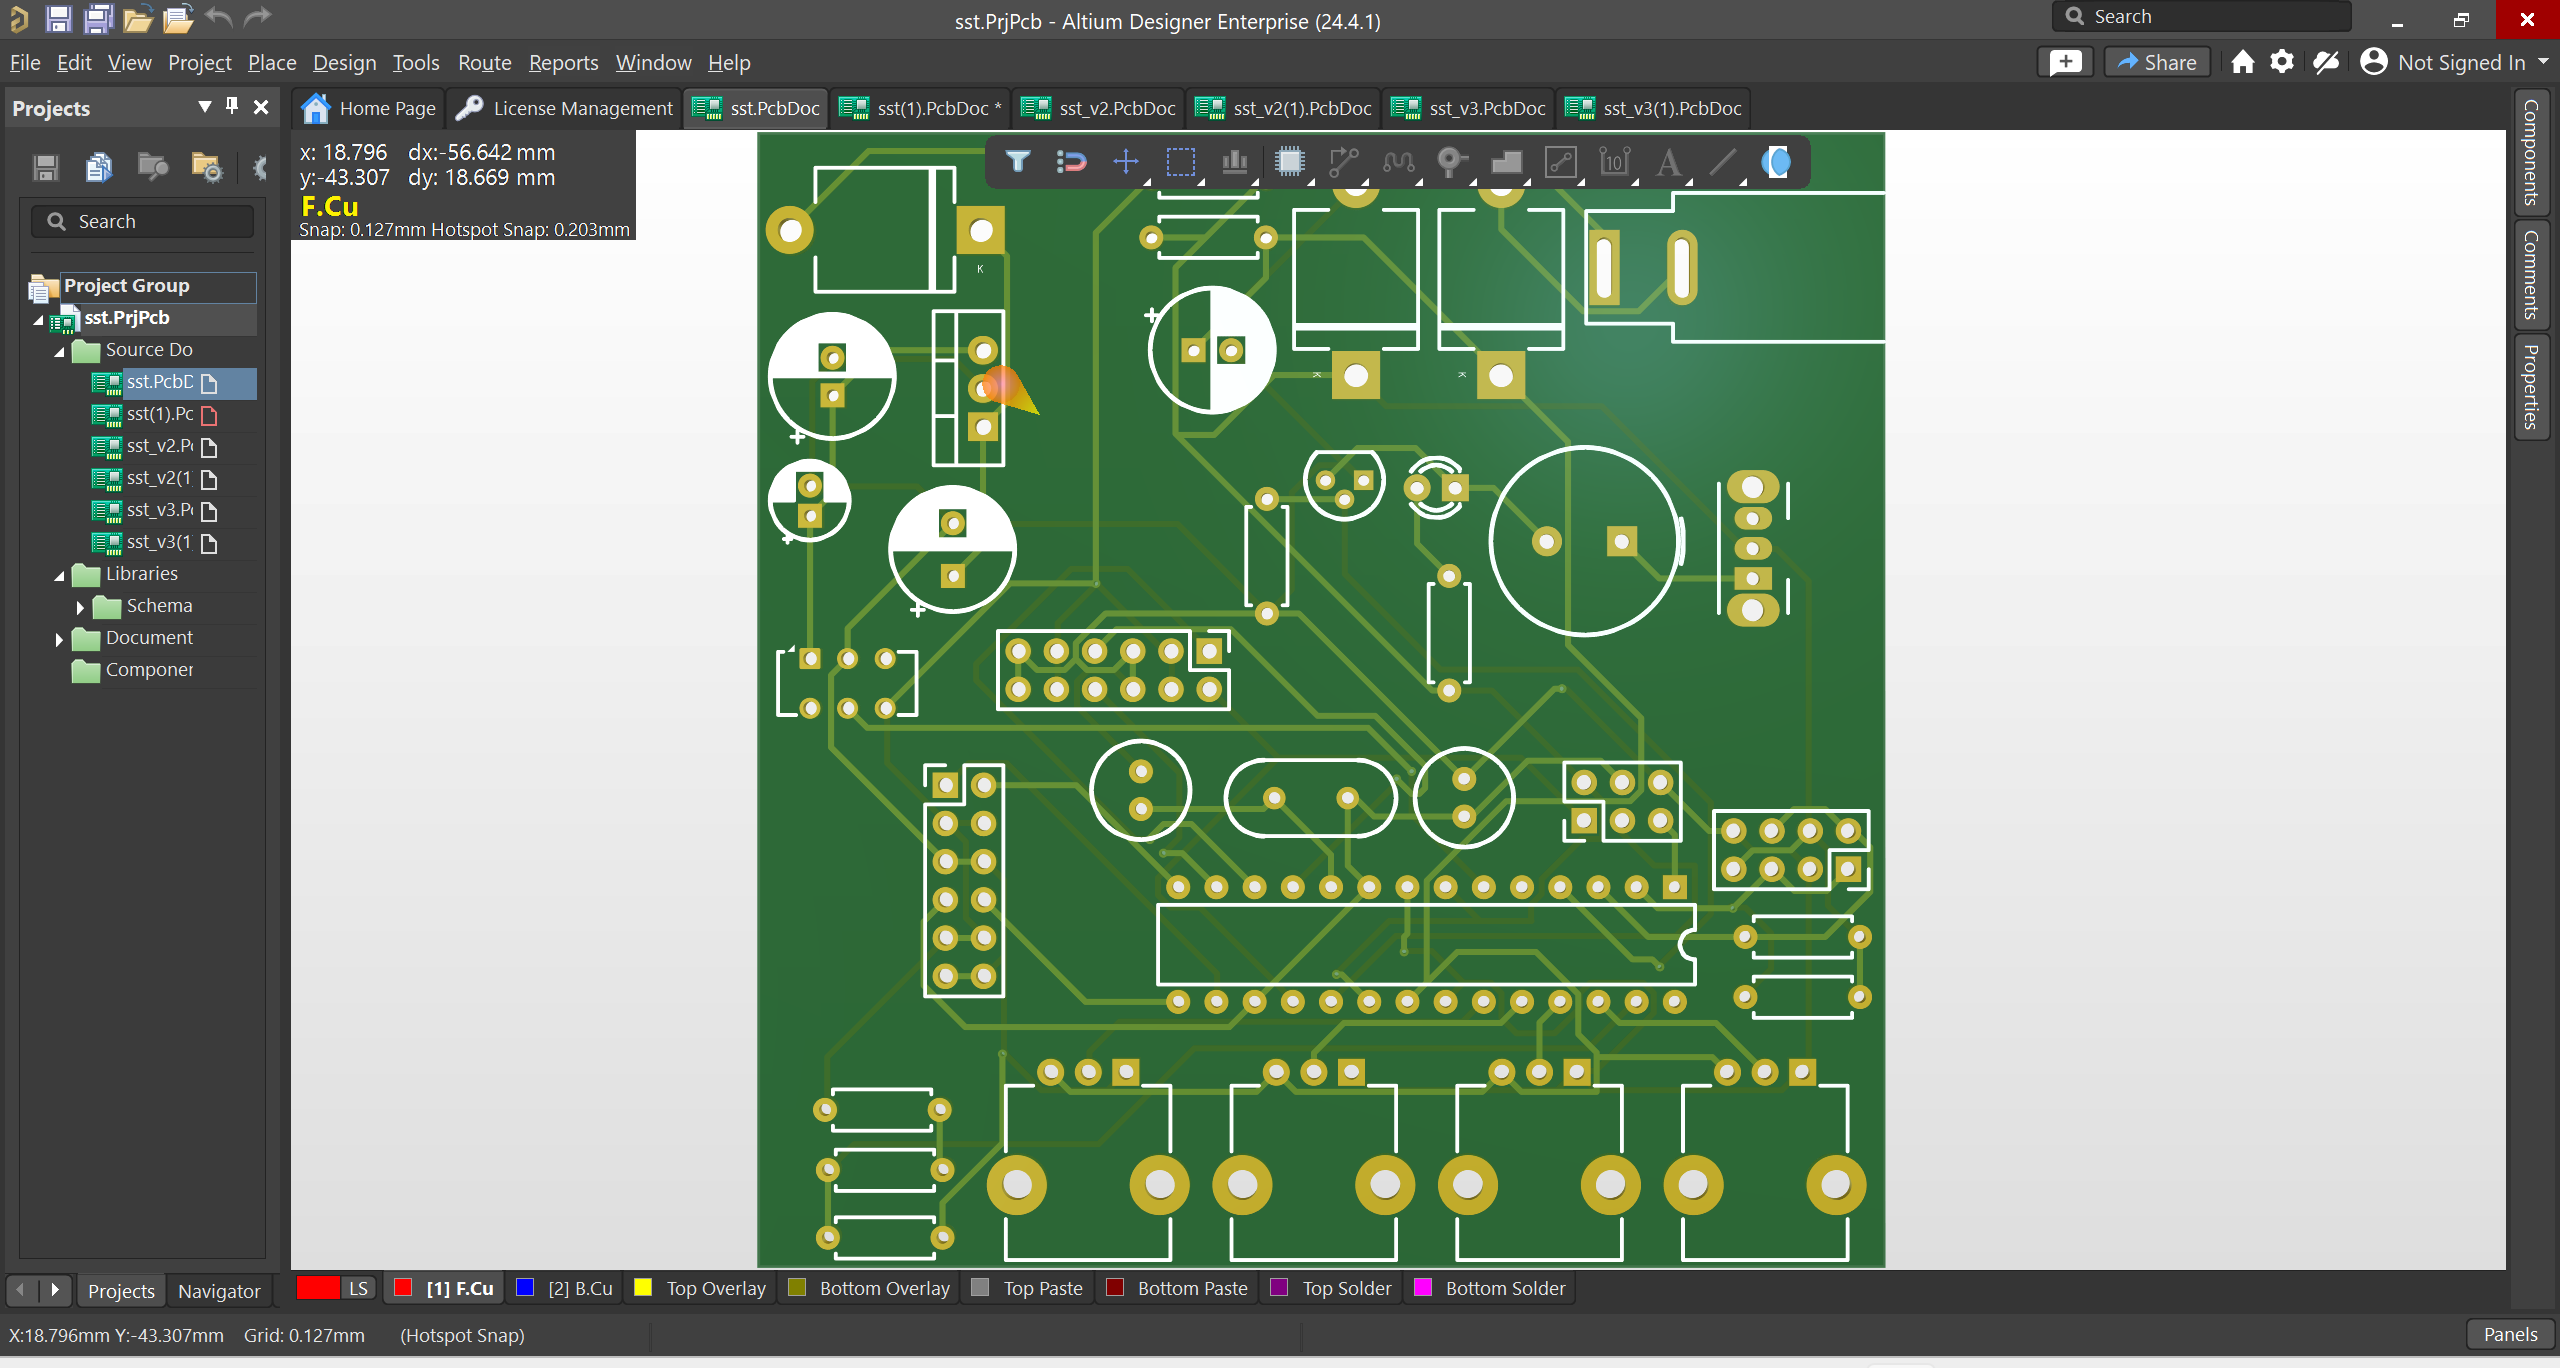 sst.PrjPcb - Altium Designer Enterprise (24.4.1)
Search
File Edit View Project Place Design Tools Route Reports Window Help
Share
Not Signed In
Projects
Home Page
License Management
sst.PcbDoc
sst(1).PcbDoc *
sst_v2.PcbDoc
sst_v2(1).PcbDoc
sst_v3.PcbDoc
sst_v3(1).PcbDoc
x: 18.796 dx:-56.642 mm
y:-43.307 dy: 18.669 mm
F.Cu
Snap: 0.127mm Hotspot Snap: 0.203mm
10
A
Search
Project Group
sst.PrjPcb
Source Do
sst.PcbD
sst(1).Pc
sst_v2.P
sst_v2(1
sst_v3.P
sst_v3(1
Libraries
Schema
Document
Componer
K
+
K
K
+
+
+
+
Components
Comments
Properties
Projects
Navigator
LS
[1] F.Cu
[2] B.Cu
Top Overlay
Bottom Overlay
Top Paste
Bottom Paste
Top Solder
Bottom Solder
X:18.796mm Y:-43.307mm Grid: 0.127mm (Hotspot Snap)
Panels